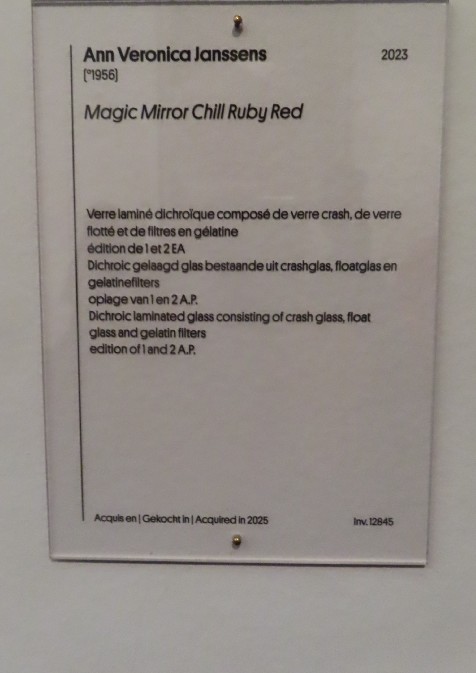 Ann Veronica Janssens 2023
(°1956)
Magic Mirror Chill Ruby Red
Verre laminé dichroïque composé de verre crash, de verre
flotté et de filtres en gélatine
édition de 1 et 2 EA
Dichroic gelaagd glas bestaande uit crashglas, floatglas en
gelatinefilters
oplage van 1 en 2 A.P.
Dichroic laminated glass consisting of crash glass, float
glass and gelatin filters
edition of 1 and 2 A.P.
Acquis en | Gekocht in | Acquired in 2025 Inv. 12845